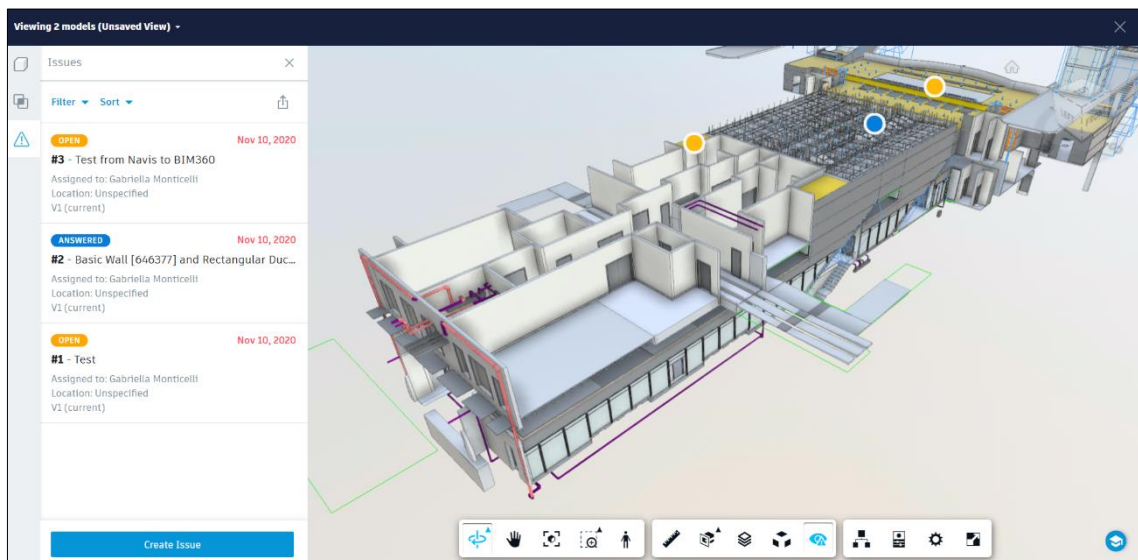 Viewing 2 models (Unsaved View)
Issues
Filter Sort
OPEN Nov 10, 2020
#3 - Test from Navis to BIM360
Assigned to: Gabriella Monticelli
Location: Unspecified
V1 (current)
ANSWERED Nov 10, 2020
#2 - Basic Wall [646377] and Rectangular Duc...
Assigned to: Gabriella Monticelli
Location: Unspecified
V1 (current)
OPEN Nov 10, 2020
#1 - Test
Assigned to: Gabriella Monticelli
Location: Unspecified
V1 (current)
Create Issue